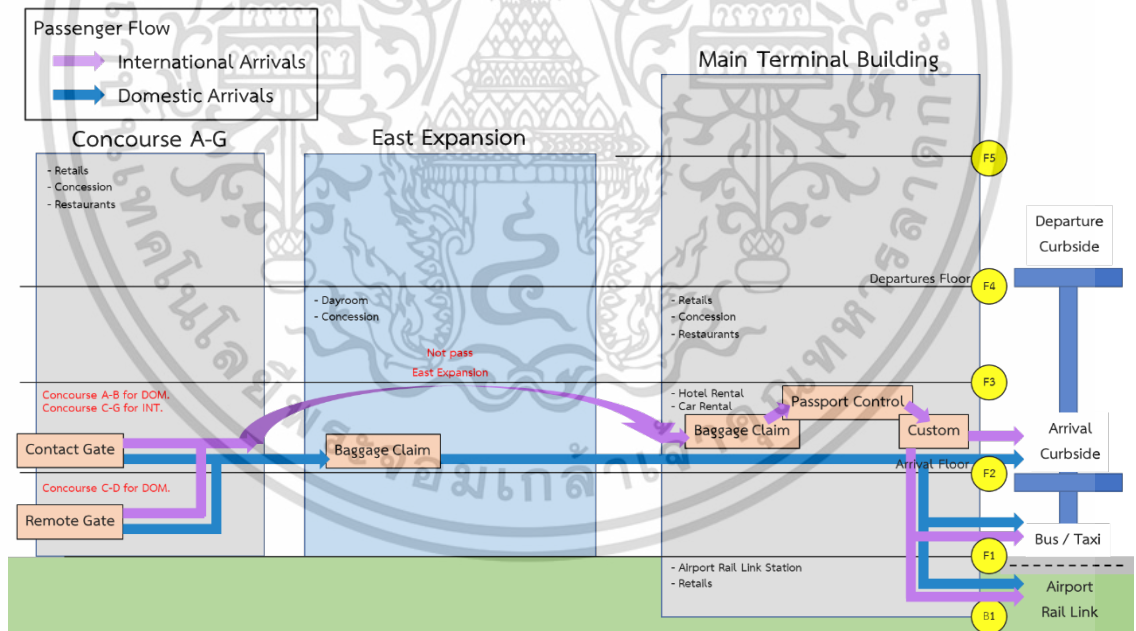 Passenger Flow
International Arrivals
Domestic Arrivals
Main Terminal Building
Concourse A-G
East Expansion
- Retails
- Concession
- Restaurants
F5
Departure
Curbside
Departures Floor
F4
- Dayroom
- Concession
- Retails
- Concession
- Restaurants
Not pass
East Expansion
F3
Concourse A-B for DOM.
Concourse C-G for INT.
- Hotel Rental
- Car Rental
Passport Control
Contact Gate
Baggage Claim
Baggage Claim
Custom
Arrival
Curbside
Arrival Floor
F2
Concourse C-D for DOM.
Remote Gate
Bus / Taxi
F1
- Airport Rail Link Station
- Retails
Airport
Rail Link
B1